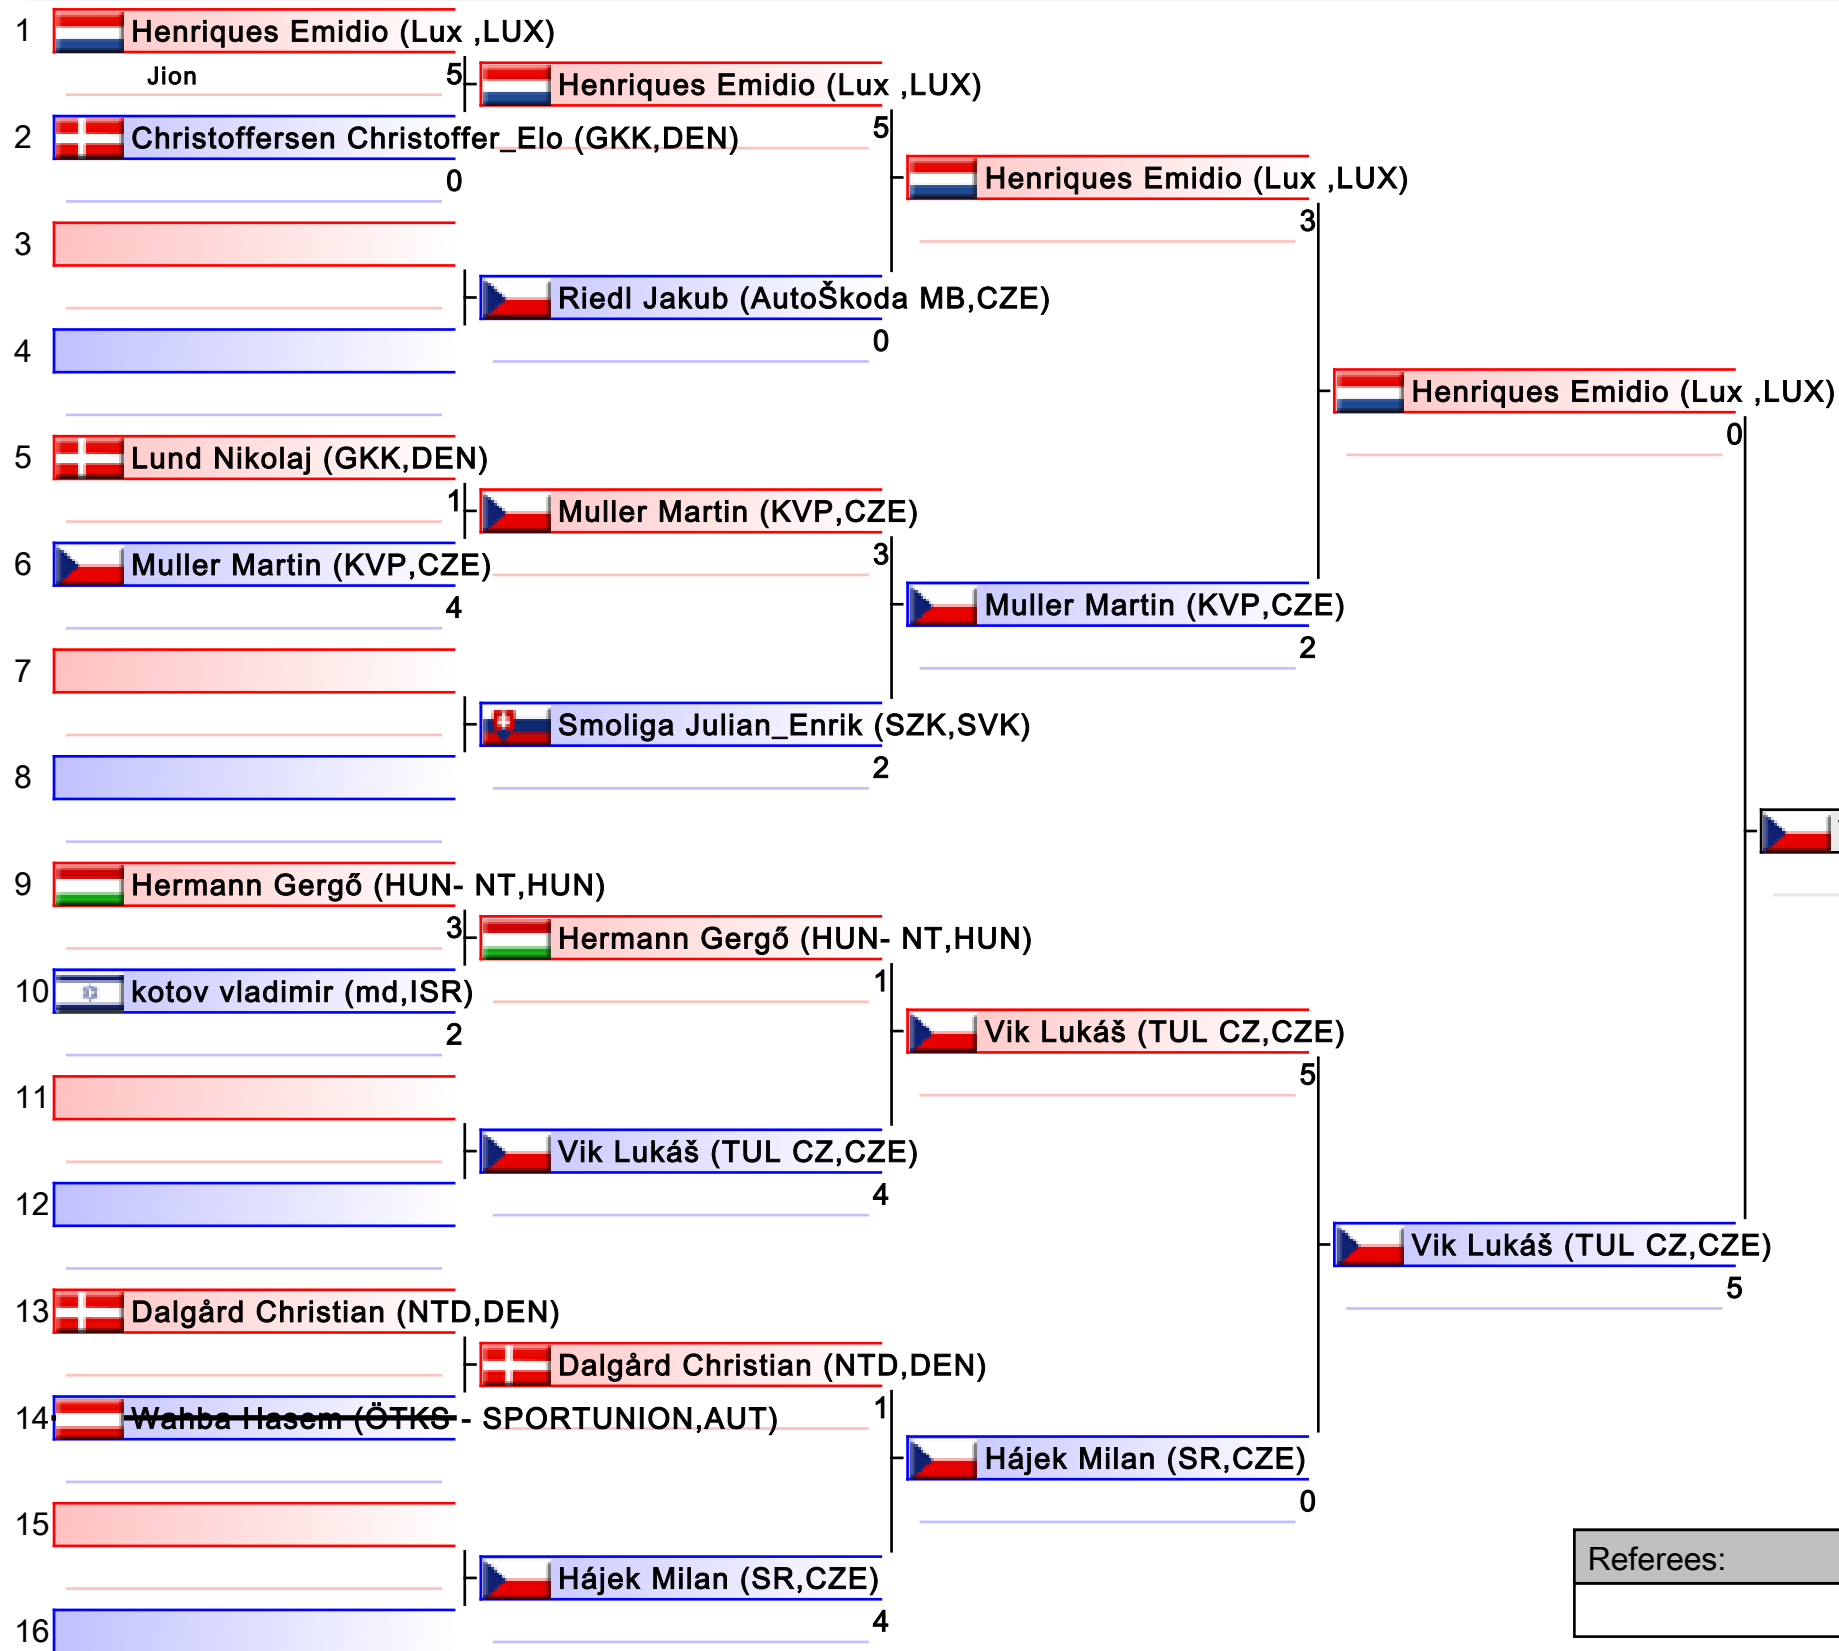 1 Henriques Emidio (Lux ,LUX)
Jion 5
Henriques Emidio (Lux ,LUX)
5
2 Christoffersen Christoffer_Elo (GKK,DEN)
0
Henriques Emidio (Lux ,LUX)
3
3
Riedl Jakub (AutoŠkoda MB,CZE)
0
4
Henriques Emidio (Lux ,LUX)
0
5 Lund Nikolaj (GKK,DEN)
1
Muller Martin (KVP,CZE)
3
6 Muller Martin (KVP,CZE)
4
Muller Martin (KVP,CZE)
2
7
Smoliga Julian_Enrik (SZK,SVK)
2
8
9 Hermann Gergő (HUN- NT,HUN)
3
Hermann Gergő (HUN- NT,HUN)
1
10 kotov vladimir (md,ISR)
2
Vik Lukáš (TUL CZ,CZE)
5
11
Vik Lukáš (TUL CZ,CZE)
4
12
Vik Lukáš (TUL CZ,CZE)
5
13 Dalgård Christian (NTD,DEN)
Dalgård Christian (NTD,DEN)
1
14 Wahba Hasem (ÖTKS - SPORTUNION,AUT)
Hájek Milan (SR,CZE)
0
15
Hájek Milan (SR,CZE)
4
16
Referees: